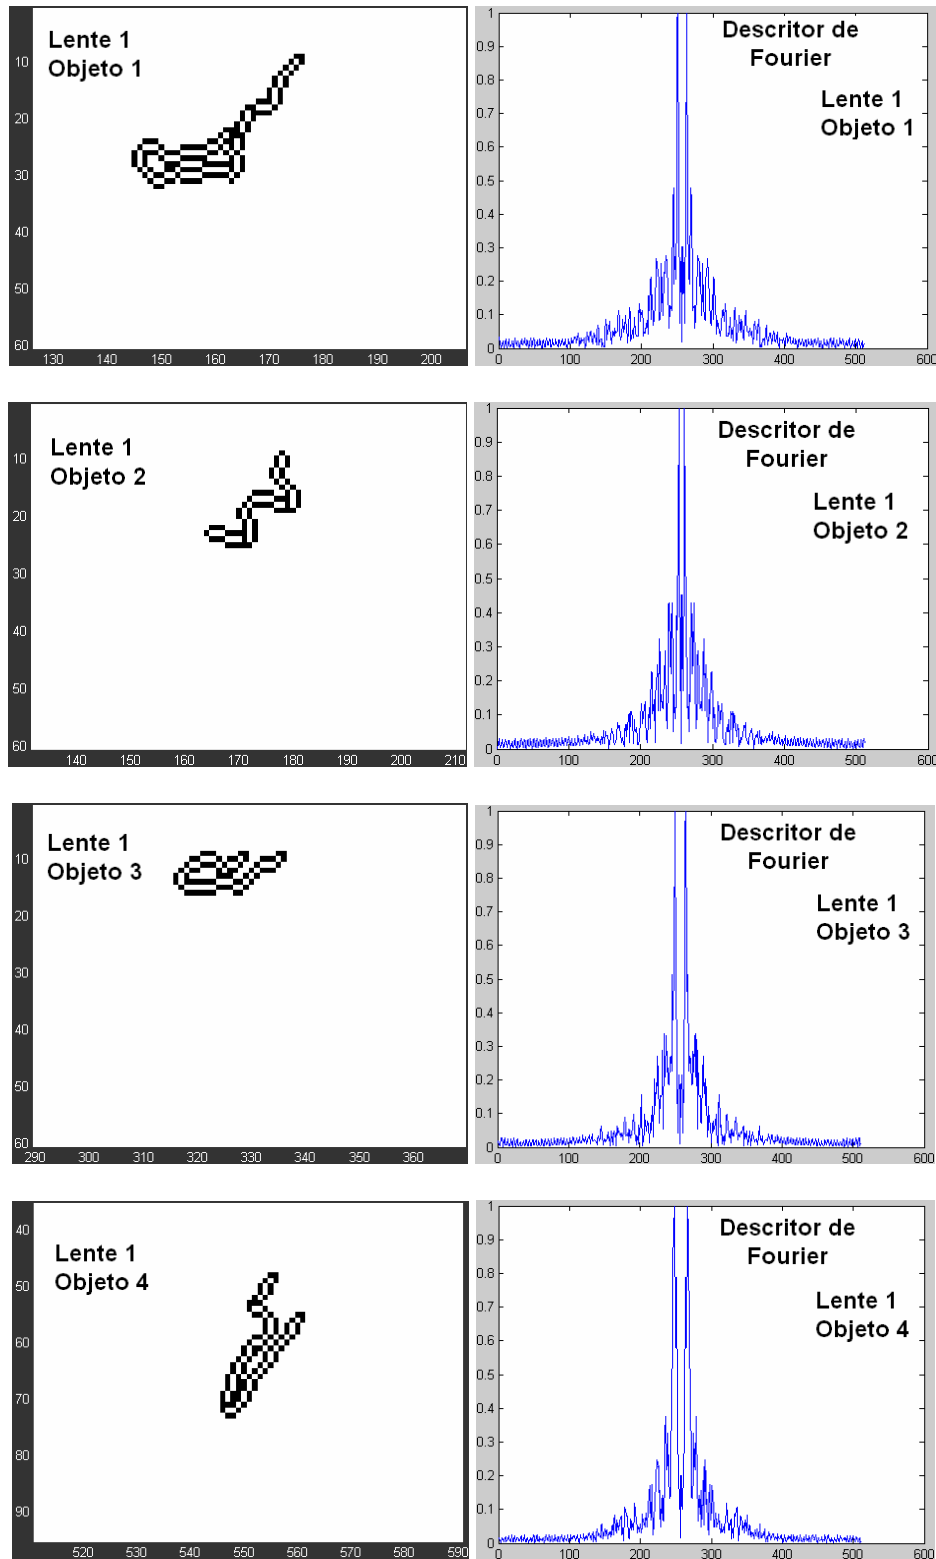 Lente 1
Objeto 1
10
20
30
40
50
60
130 140 150 160 170 180 190 200
Descritor de
Fourier
Lente 1
Objeto 1
1
0.9
0.8
0.7
0.6
0.5
0.4
0.3
0.2
0.1
0
0 100 200 300 400 500 600
Lente 1
Objeto 2
10
20
30
40
50
60
140 150 160 170 180 190 200 210
Descritor de
Fourier
Lente 1
Objeto 2
1
0.9
0.8
0.7
0.6
0.5
0.4
0.3
0.2
0.1
0
0 100 200 300 400 500 600
Lente 1
Objeto 3
10
20
30
40
50
60
290 300 310 320 330 340 350 360
Descritor de
Fourier
Lente 1
Objeto 3
1
0.9
0.8
0.7
0.6
0.5
0.4
0.3
0.2
0.1
0
0 100 200 300 400 500 600
Lente 1
Objeto 4
40
50
60
70
80
90
520 530 540 550 560 570 580 590
Descritor de
Fourier
Lente 1
Objeto 4
1
0.9
0.8
0.7
0.6
0.5
0.4
0.3
0.2
0.1
0
0 100 200 300 400 500 600